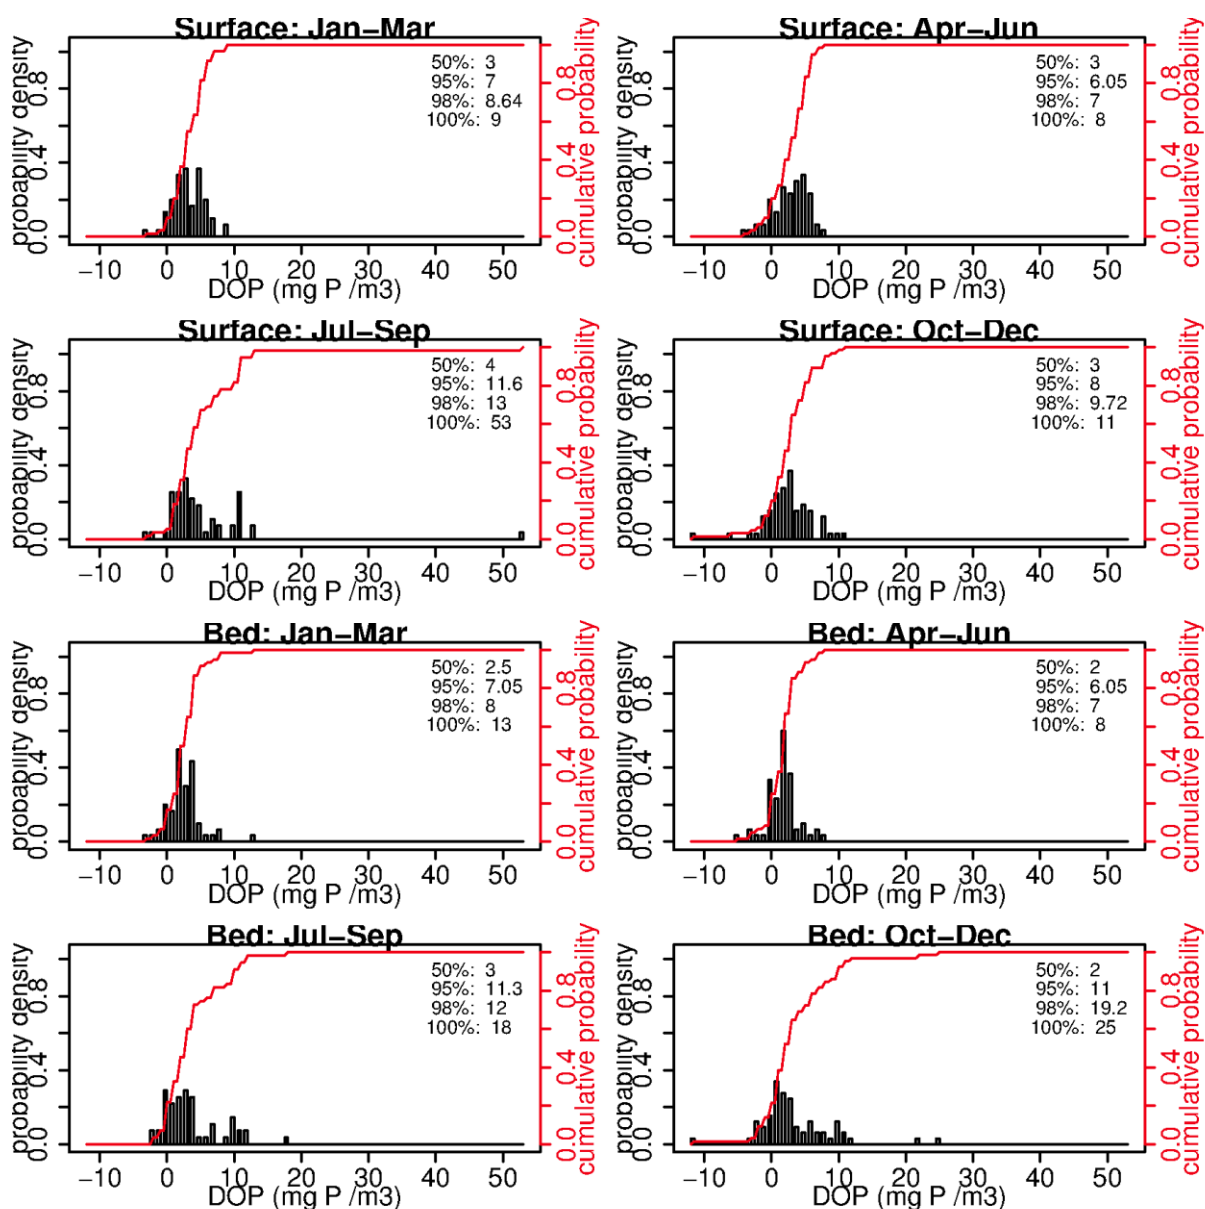 Surface: Jan−Mar
probability density
0.0 0.4 0.8
50%: 3
95%: 7
98%: 8.64
100%: 9
0.0 0.4 0.8
cumulative probability
−10 0 10 20 30 40 50
DOP (mg P /m3)
Surface: Apr−Jun
probability density
0.0 0.4 0.8
50%: 3
95%: 6.05
98%: 7
100%: 8
0.0 0.4 0.8
cumulative probability
−10 0 10 20 30 40 50
DOP (mg P /m3)
Surface: Jul−Sep
probability density
0.0 0.4 0.8
50%: 4
95%: 11.6
98%: 13
100%: 53
0.0 0.4 0.8
cumulative probability
−10 0 10 20 30 40 50
DOP (mg P /m3)
Surface: Oct−Dec
probability density
0.0 0.4 0.8
50%: 3
95%: 8
98%: 9.72
100%: 11
0.0 0.4 0.8
cumulative probability
−10 0 10 20 30 40 50
DOP (mg P /m3)
Bed: Jan−Mar
probability density
0.0 0.4 0.8
50%: 2.5
95%: 7.05
98%: 8
100%: 13
0.0 0.4 0.8
cumulative probability
−10 0 10 20 30 40 50
DOP (mg P /m3)
Bed: Apr−Jun
probability density
0.0 0.4 0.8
50%: 2
95%: 6.05
98%: 7
100%: 8
0.0 0.4 0.8
cumulative probability
−10 0 10 20 30 40 50
DOP (mg P /m3)
Bed: Jul−Sep
probability density
0.0 0.4 0.8
50%: 3
95%: 11.3
98%: 12
100%: 18
0.0 0.4 0.8
cumulative probability
−10 0 10 20 30 40 50
DOP (mg P /m3)
Bed: Oct−Dec
probability density
0.0 0.4 0.8
50%: 2
95%: 11
98%: 19.2
100%: 25
0.0 0.4 0.8
cumulative probability
−10 0 10 20 30 40 50
DOP (mg P /m3)